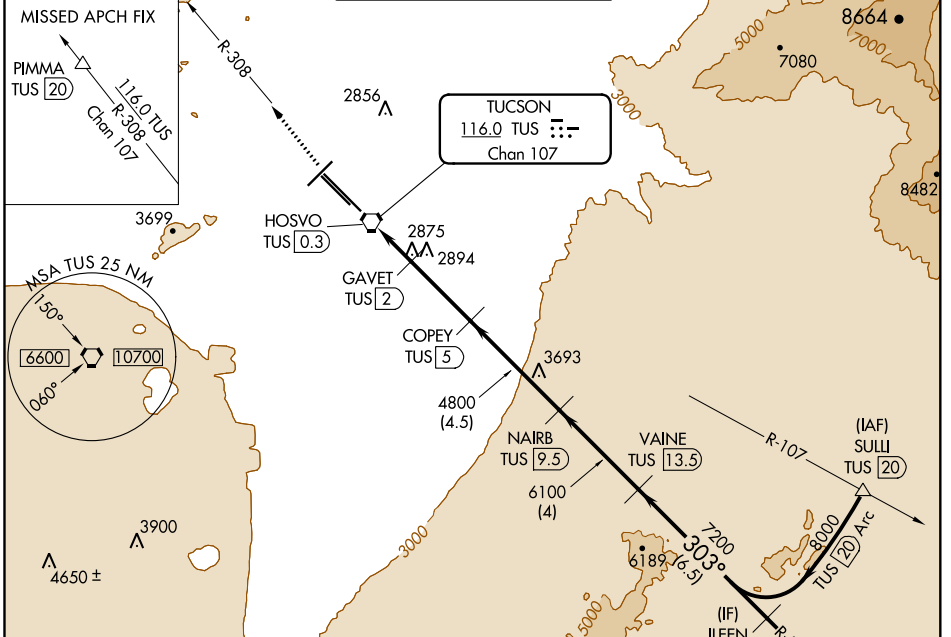 MISSED APCH FIX
PIMMA
TUS 20
116.0 TUS
R-308
Chan 107
R-308
2856
TUCSON
116.0 TUS
Chan 107
8664
5000
7000
7080
3000
8482
3699
HOSVO
TUS 0.3
2875
2894
GAVET
TUS 2
MSA TUS 25 NM
150°
6600
10700
060°
COPEY
TUS 5
3693
4800
(4.5)
NAIRB
TUS 9.5
VAINE
TUS 13.5
6100
(4)
R-107
(IAF)
SULLI
TUS 20
8000
TUS 20 Arc
7200
303°
(6.5)
6189
3900
4650 ±
3000
5000
(IF)